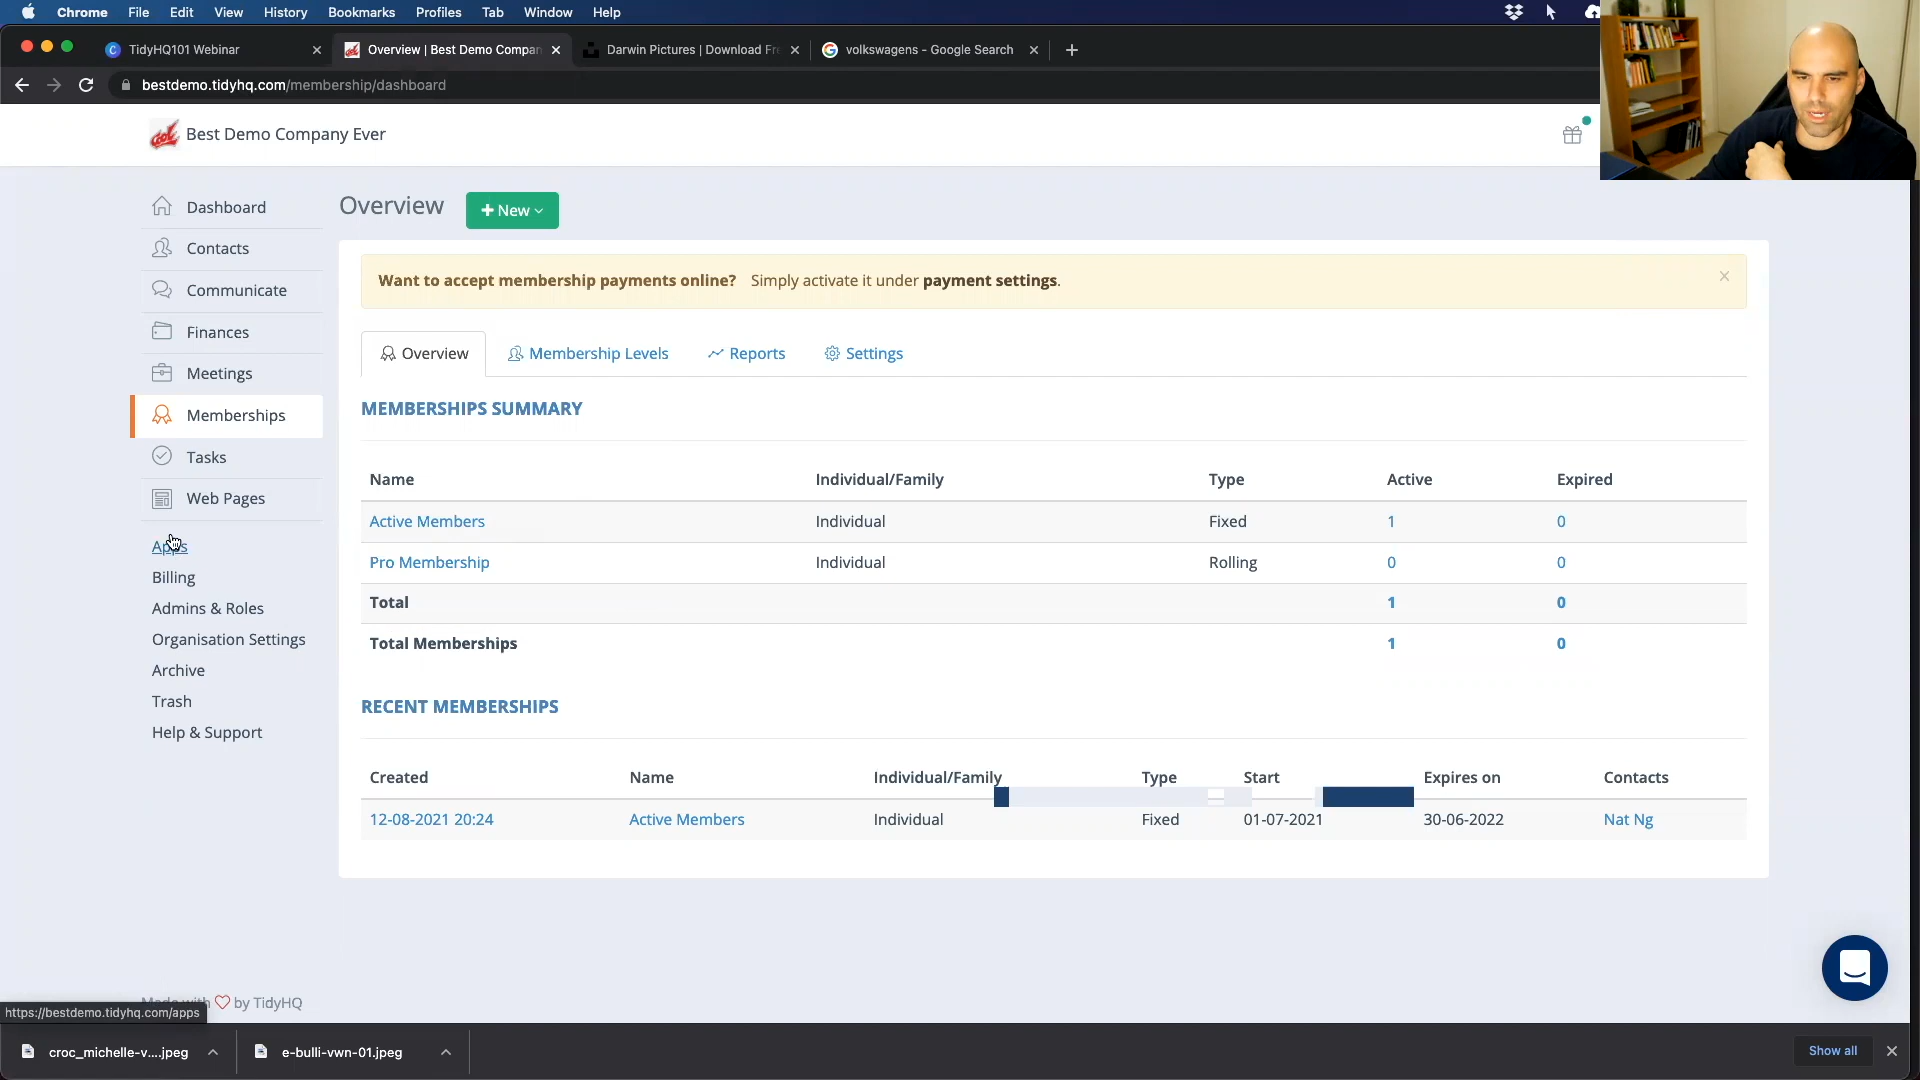 Chrome File Edit View History Bookmarks Profiles Tab Window Help
TidyHQ101 Webinar
Overview | Best Demo Compan
Darwin Pictures | Download Fre
volkswagens - Google Search
bestdemo.tidyhq.com/membership/dashboard
Best Demo Company Ever
Dashboard
Contacts
Communicate
Finances
Meetings
Memberships
Tasks
Web Pages
Apps
Billing
Admins & Roles
Organisation Settings
Archive
Trash
Help & Support
Overview
+ New
Want to accept membership payments online? Simply activate it under payment settings.
Overview Membership Levels Reports Settings
MEMBERSHIPS SUMMARY
Name Individual/Family Type Active Expired
Active Members Individual Fixed 1 0
Pro Membership Individual Rolling 0 0
Total 1 0
Total Memberships 1 0
RECENT MEMBERSHIPS
Created Name Individual/Family Type Start Expires on Contacts
12-08-2021 20:24 Active Members Individual Fixed 01-07-2021 30-06-2022 Nat Ng
Made with by TidyHQ
https://bestdemo.tidyhq.com/apps
croc_michelle-v....jpeg
e-bulli-vwn-01.jpeg
Show all